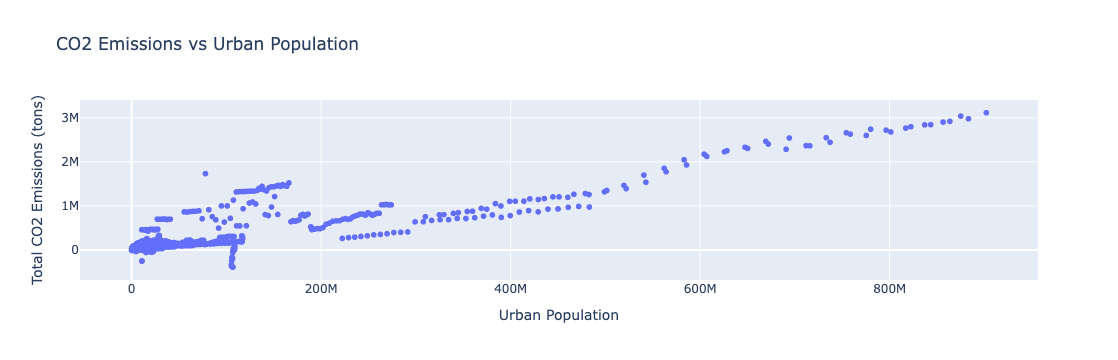 CO2 Emissions vs Urban Population
Total CO2 Emissions (tons)
3M
2M
1M
0
0 200M 400M 600M 800M
Urban Population